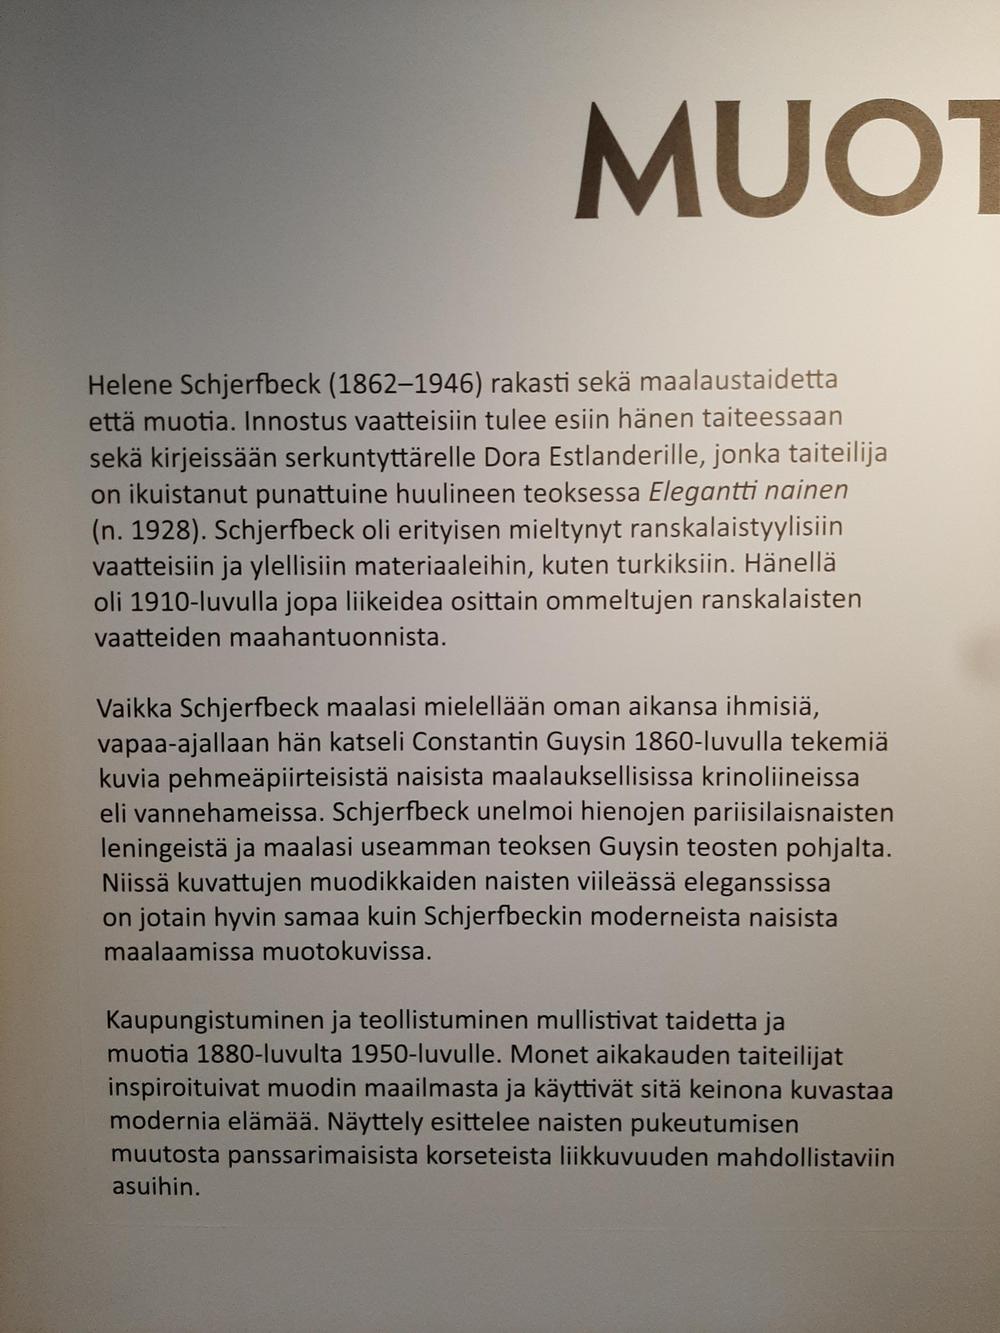 MUOT
Helene Schjerfbeck (1862–1946) rakasti sekä maalaustaidetta
että muotia. Innostus vaatteisiin tulee esiin hänen taiteessaan
sekä kirjeissään serkuntyttärelle Dora Estlanderille, jonka taiteilija
on ikuistanut punattuine huulineen teoksessa Elegantti nainen
(n. 1928). Schjerfbeck oli erityisen mieltynyt ranskalaistyylisiin
vaatteisiin ja ylellisiin materiaaleihin, kuten turkiksiin. Hänellä
oli 1910-luvulla jopa liikeidea osittain ommeltujen ranskalaisten
vaatteiden maahantuonnista.
Vaikka Schjerfbeck maalasi mielellään oman aikansa ihmisiä,
vapaa-ajallaan hän katseli Constantin Guysin 1860-luvulla tekemiä
kuvia pehmeäpiirteisistä naisista maalauksellisissa krinoliineissa
eli vannehameissa. Schjerfbeck unelmoi hienojen pariisilaisnaisten
leningeistä ja maalasi useamman teoksen Guysin teosten pohjalta.
Niissä kuvattujen muodikkaiden naisten viileässä eleganssissa
on jotain hyvin samaa kuin Schjerfbeckin moderneista naisista
maalaamissa muotokuvissa.
Kaupungistuminen ja teollistuminen mullistivat taidetta ja
muotia 1880-luvulta 1950-luvulle. Monet aikakauden taiteilijat
inspiroituivat muodin maailmasta ja käyttivät sitä keinona kuvastaa
modernia elämää. Näyttely esittelee naisten pukeutumisen
muutosta panssarimaisista korseteista liikkuvuuden mahdollistaviin
asuihin.